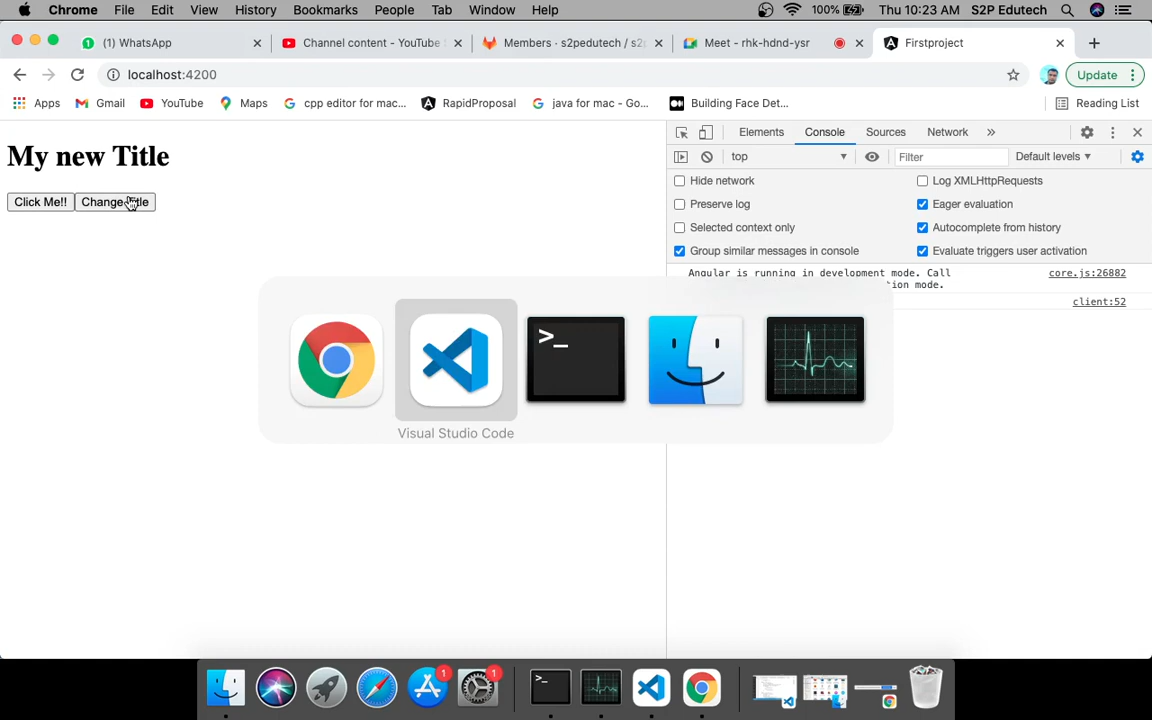 Chrome File Edit View History Bookmarks People Tab Window Help 100% Thu 10:23 AM S2P Edutech
1 (1) WhatsApp Channel content - YouTube Members · s2pedutech / s2 Meet - rhk-hdnd-ysr Firstproject
localhost:4200 Update
Apps Gmail YouTube Maps cpp editor for mac... RapidProposal java for mac - Go... Building Face Det... Reading List
Elements Console Sources Network »
top Filter Default levels
Hide network Log XMLHttpRequests
Preserve log Eager evaluation
Selected context only Autocomplete from history
Group similar messages in console Evaluate triggers user activation
Angular is running in development mode. Call core.js:26882
ion mode.
client:52
My new Title
Click Me!! Change
>_
Visual Studio Code
1 1 >_